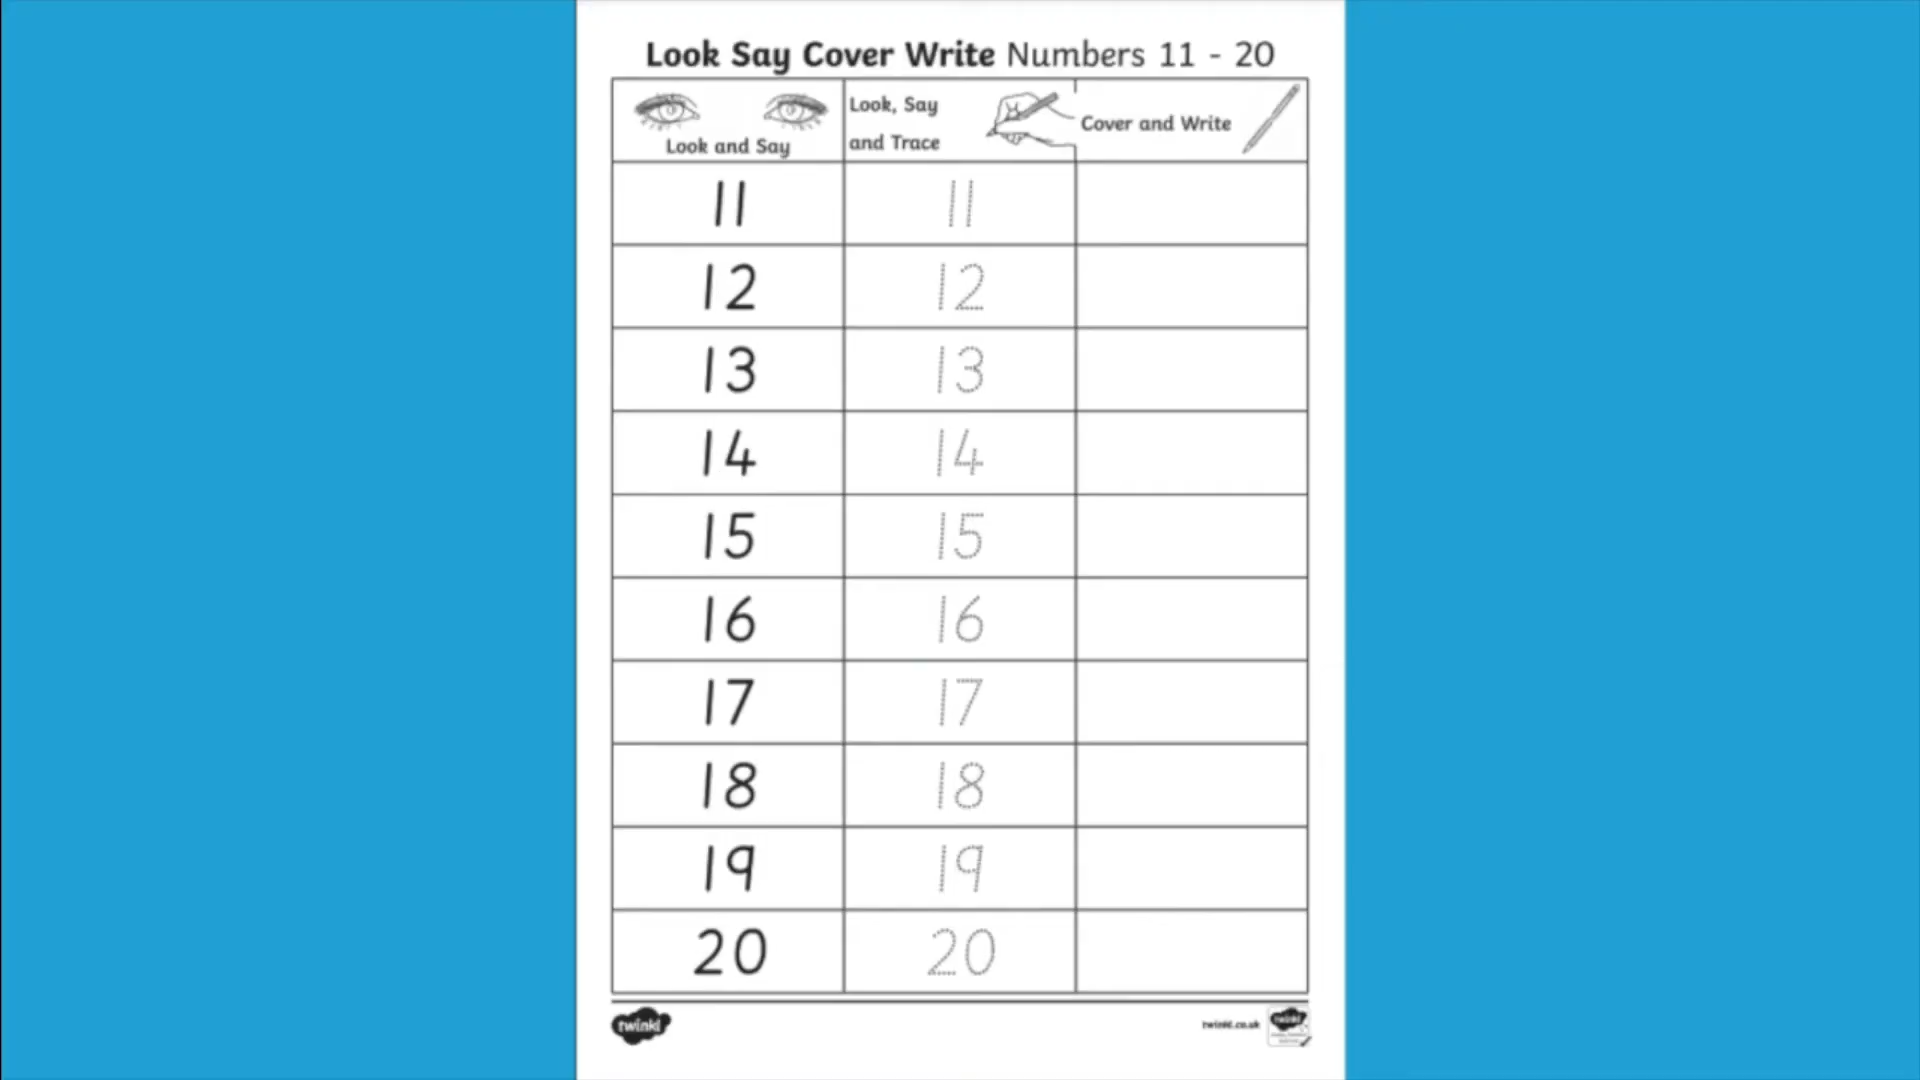 Look Say Cover Write Numbers 11 - 20
Look and Say
Look, Say
and Trace
Cover and Write
11 11
12 12
13 13
14 14
15 15
16 16
17 17
18 18
19 19
20 20
twinkl
twinkl.co.uk
twinkl